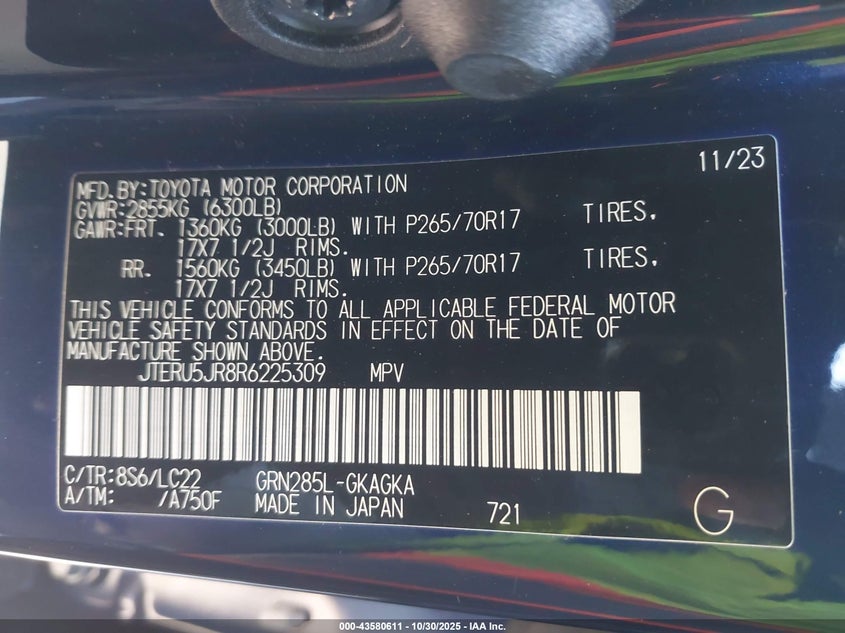 11/23
MFD.BY:TOYOTA MOTOR CORPORATION
GVWR:2855KG (6300LB)
GAWR:FRT. 1360KG (3000LB) WITH P265/70R17 TIRES.
17X7 1/2J RIMS.
RR. 1560KG (3450LB) WITH P265/70R17 TIRES.
17X7 1/2J RIMS.
THIS VEHICLE CONFORMS TO ALL APPLICABLE FEDERAL MOTOR
VEHICLE SAFETY STANDARDS IN EFFECT ON THE DATE OF
MANUFACTURE SHOWN ABOVE.
JTERU5JR8R6225309 MPV
C/TR:8S6/LC22 GRN285L-GKAGKA
A/TM: /A750F MADE IN JAPAN 721 G
000-43580611 - 10/30/2025 - IAA Inc.